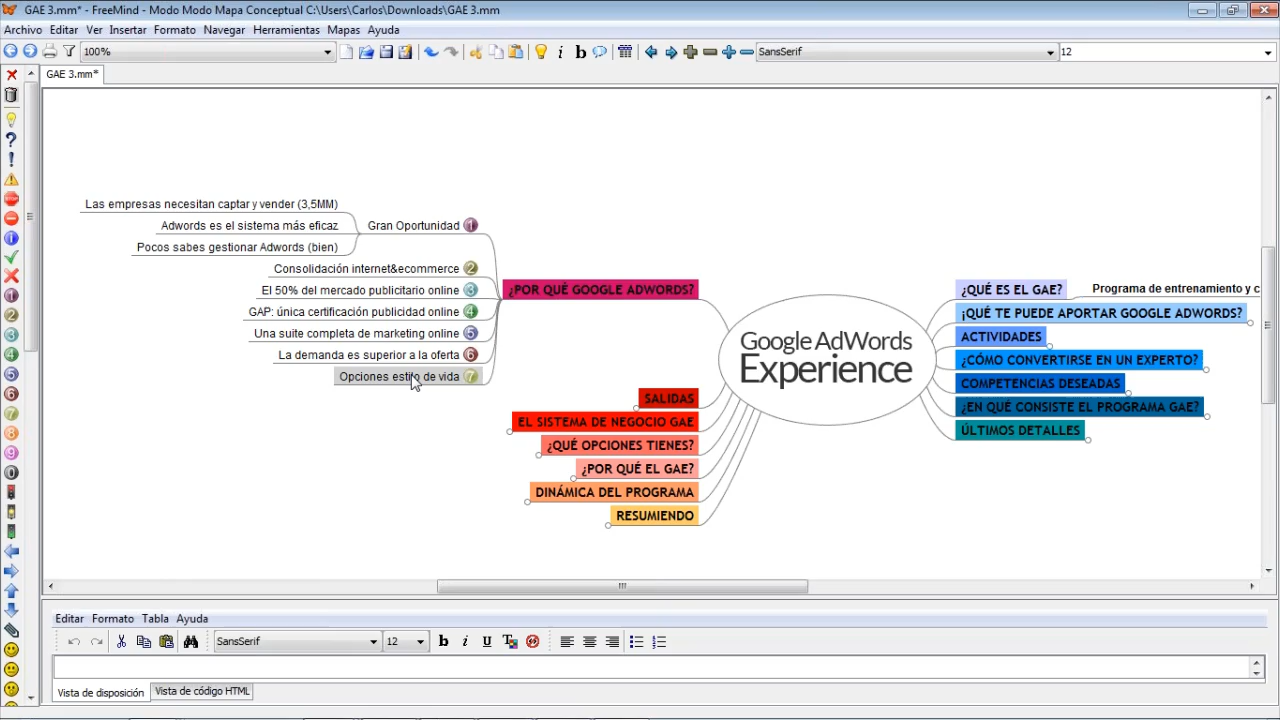 GAE 3.mm* - FreeMind - Modo Modo Mapa Conceptual C:\Users\Carlos\Downloads\GAE 3.mm
Archivo Editar Ver Insertar Formato Navegar Herramientas Mapas Ayuda
100% SansSerif 12
GAE 3.mm*
Las empresas necesitan captar y vender (3,5MM)
Adwords es el sistema más eficaz
Pocos sabes gestionar Adwords (bien)
Gran Oportunidad 1
Consolidación internet&ecommerce 2
El 50% del mercado publicitario online 3
GAP: única certificación publicidad online 4
Una suite completa de marketing online 5
La demanda es superior a la oferta 6
Opciones estilo de vida 7
¿POR QUÉ GOOGLE ADWORDS?
SALIDAS
EL SISTEMA DE NEGOCIO GAE
¿QUÉ OPCIONES TIENES?
¿POR QUÉ EL GAE?
DINÁMICA DEL PROGRAMA
RESUMIENDO
Google AdWords
Experience
¿QUÉ ES EL GAE? Programa de entrenamiento y c
¡QUÉ TE PUEDE APORTAR GOOGLE ADWORDS?
ACTIVIDADES
¿CÓMO CONVERTIRSE EN UN EXPERTO?
COMPETENCIAS DESEADAS
¿EN QUÉ CONSISTE EL PROGRAMA GAE?
ÚLTIMOS DETALLES
Editar Formato Tabla Ayuda
SansSerif 12
Vista de disposición Vista de código HTML